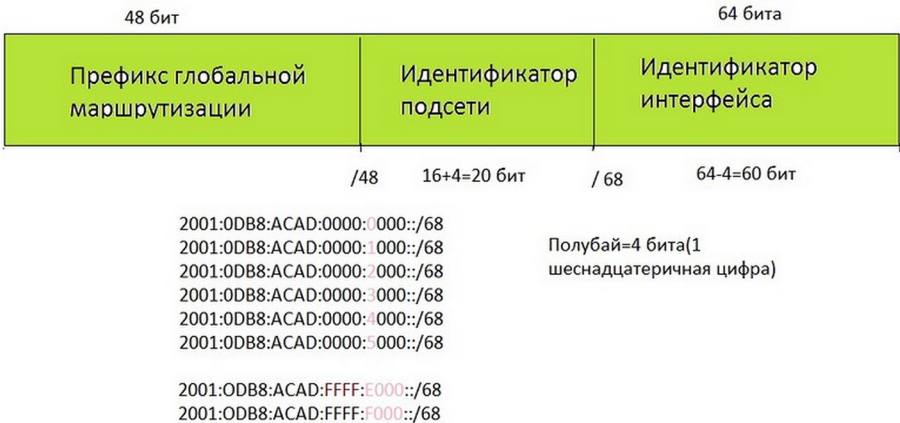 48 бит
64 бита
Префикс глобальной
маршрутизации
Идентификатор
подсети
Идентификатор
интерфейса
/48
16+4=20 бит
/ 68
64-4=60 бит
2001:0DB8:ACAD:0000:0000::/68
2001:0DB8:ACAD:0000:1000::/68
2001:0DB8:ACAD:0000:2000::/68
2001:0DB8:ACAD:0000:3000::/68
2001:0DB8:ACAD:0000:4000::/68
2001:0DB8:ACAD:0000:5000::/68
Полубай=4 бита(1
шеснадцатеричная цифра)
2001:ODB8:ACAD:FFFF:E000::/68
2001:ODB8:ACAD:FFFF:F000::/68